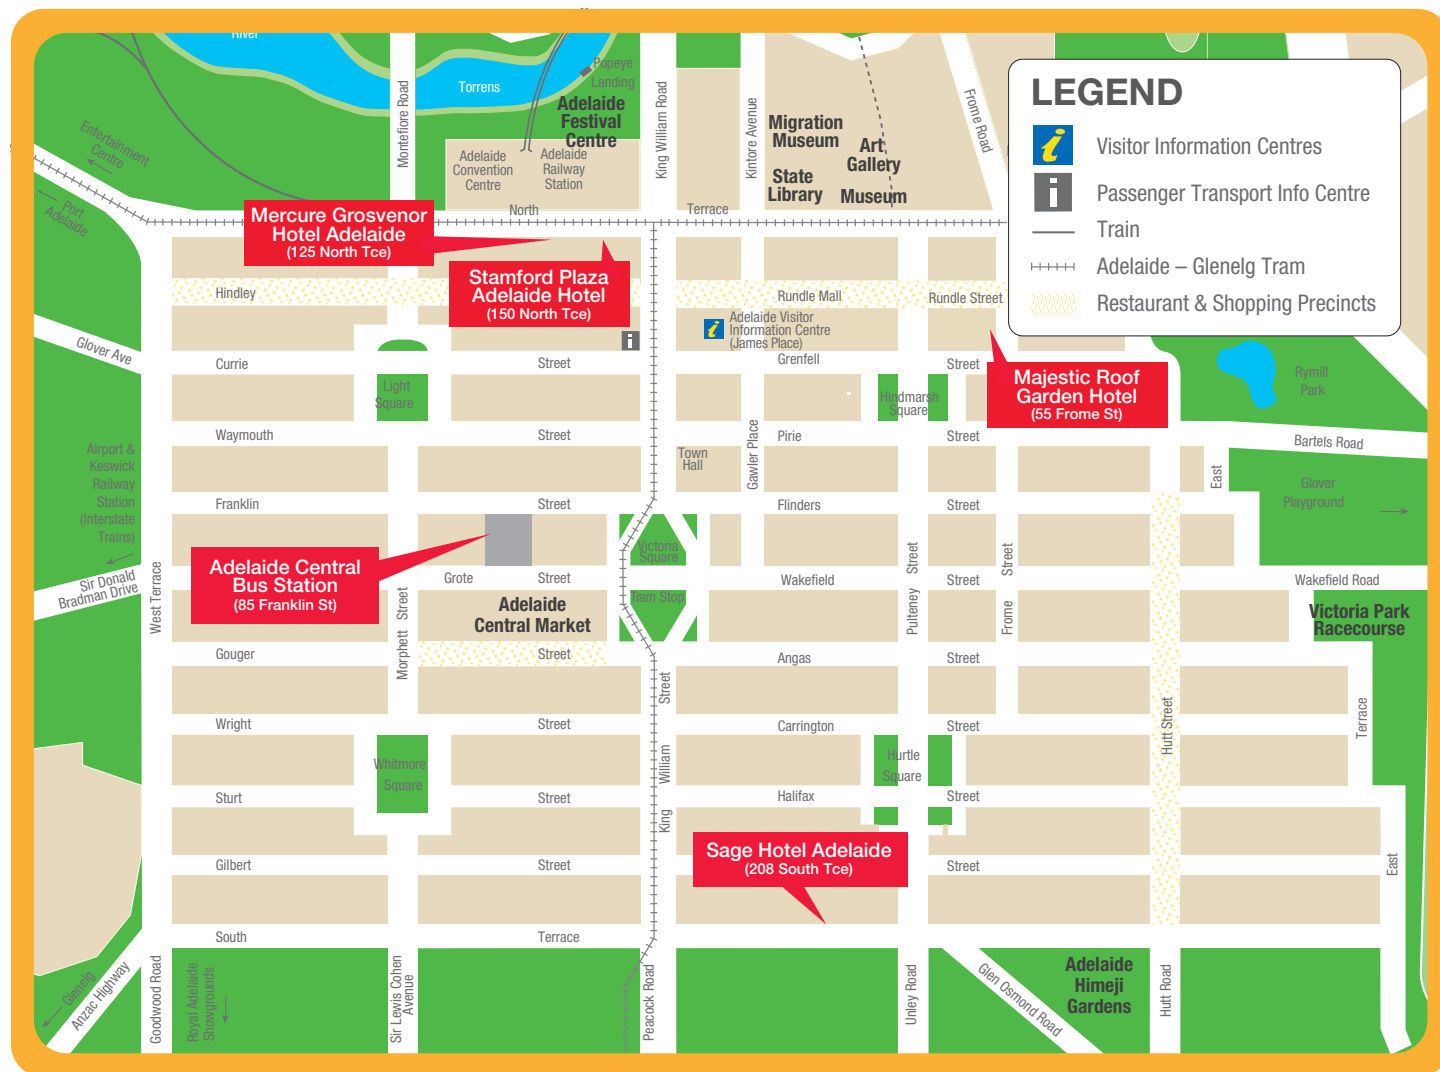 River
Torrens
Popeye
Landing
Adelaide
Festival
Centre
Montefiore Road
King William Road
Kintore Avenue
Frome Road
Migration
Museum
Art
Gallery
State
Library
Museum
Entertainment
Centre
Port
Adelaide
Adelaide
Convention
Centre
Adelaide
Railway
Station
North
Terrace
LEGEND
Visitor Information Centres
Passenger Transport Info Centre
Train
Adelaide – Glenelg Tram
Restaurant & Shopping Precincts
Mercure Grosvenor
Hotel Adelaide
(125 North Tce)
Stamford Plaza
Adelaide Hotel
(150 North Tce)
Hindley
Rundle Mall
Rundle Street
Adelaide Visitor
Information Centre
(James Place)
Glover Ave
Currie
Street
Grenfell
Street
Light
Square
Hindmarsh
Square
Majestic Roof
Garden Hotel
(55 Frome St)
Rymill
Park
Waymouth
Street
Pirie
Street
Bartels Road
Airport &
Keswick
Railway
Station
(Interstate
Trains)
Town
Hall
Gawler Place
East
Glover
Playground
Franklin
Street
Flinders
Street
Victoria
Square
Adelaide Central
Bus Station
(85 Franklin St)
Grote
Street
Wakefield
Street
Wakefield Road
Sir Donald
Bradman Drive
West Terrace
Morphett Street
Adelaide
Central Market
Tram Stop
Pulteney Street
Frome Street
Victoria Park
Racecourse
Gouger
Street
Angas
Street
Wright
Street
Carrington
Street
King William Street
Hutt Street
Terrace
Whitmore
Square
Hurtle
Square
Sturt
Street
Halifax
Street
Sage Hotel Adelaide
(208 South Tce)
Gilbert
Street
Street
East
South
Terrace
Glenelg
Anzac Highway
Goodwood Road
Royal Adelaide
Showgrounds
Sir Lewis Cohen
Avenue
Peacock Road
Unley Road
Glen Osmond Road
Adelaide
Himeji
Gardens
Hutt Road